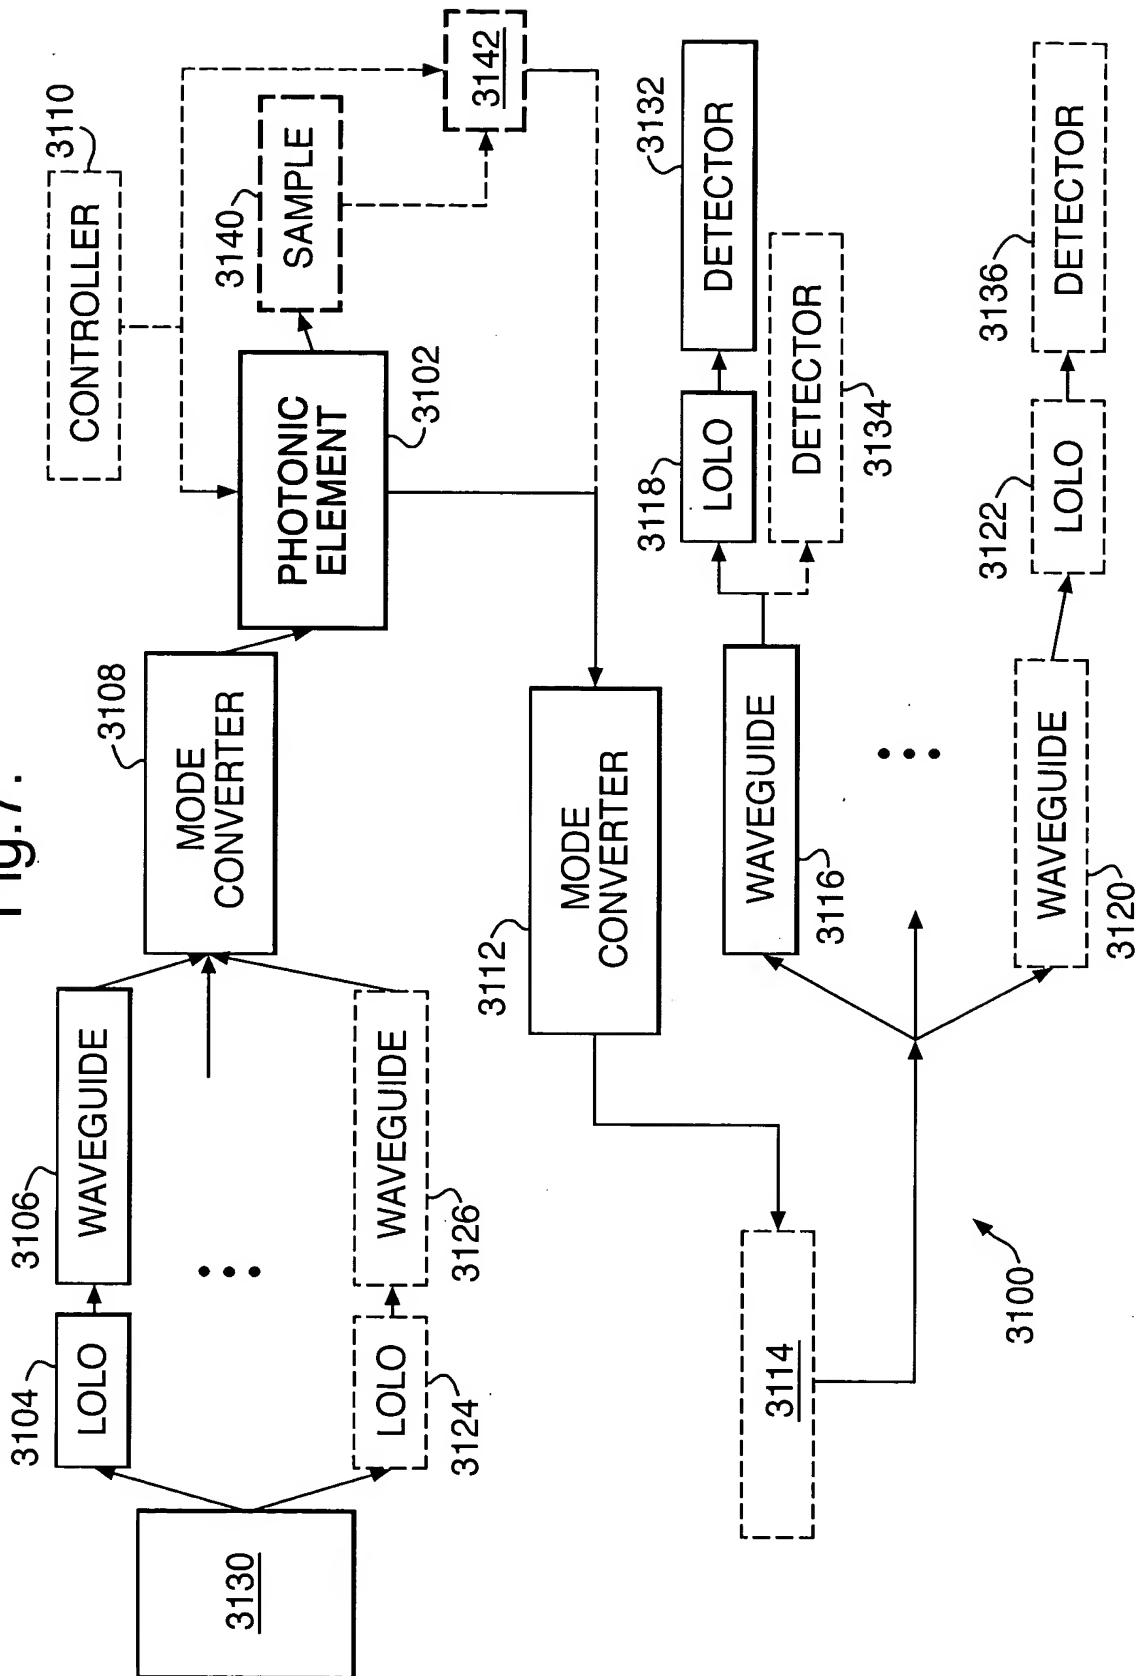 Fig.7.
3110
CONTROLLER
3140
SAMPLE
3142
PHOTONIC
ELEMENT
3102
3108
MODE
CONVERTER
3106
WAVEGUIDE
3104
LOLO
3126
WAVEGUIDE
3124
LOLO
3130
3112
MODE
CONVERTER
3114
3132
DETECTOR
3118
LOLO
DETECTOR
3134
WAVEGUIDE
3116
3136
DETECTOR
3122
LOLO
WAVEGUIDE
3120
3100